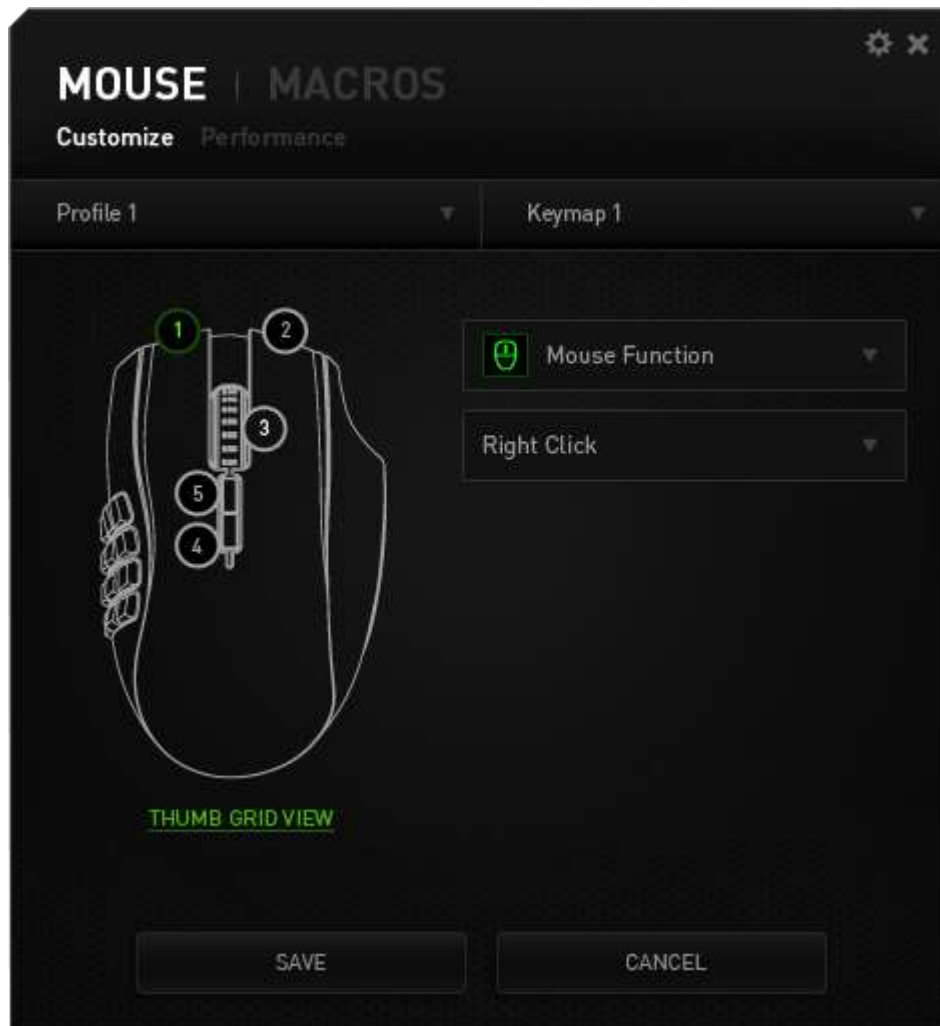 MOUSE | MACROS
Customize Performance
Profile 1 Keymap 1
1 2
Mouse Function
3
Right Click
5
4
THUMB GRID VIEW
SAVE CANCEL